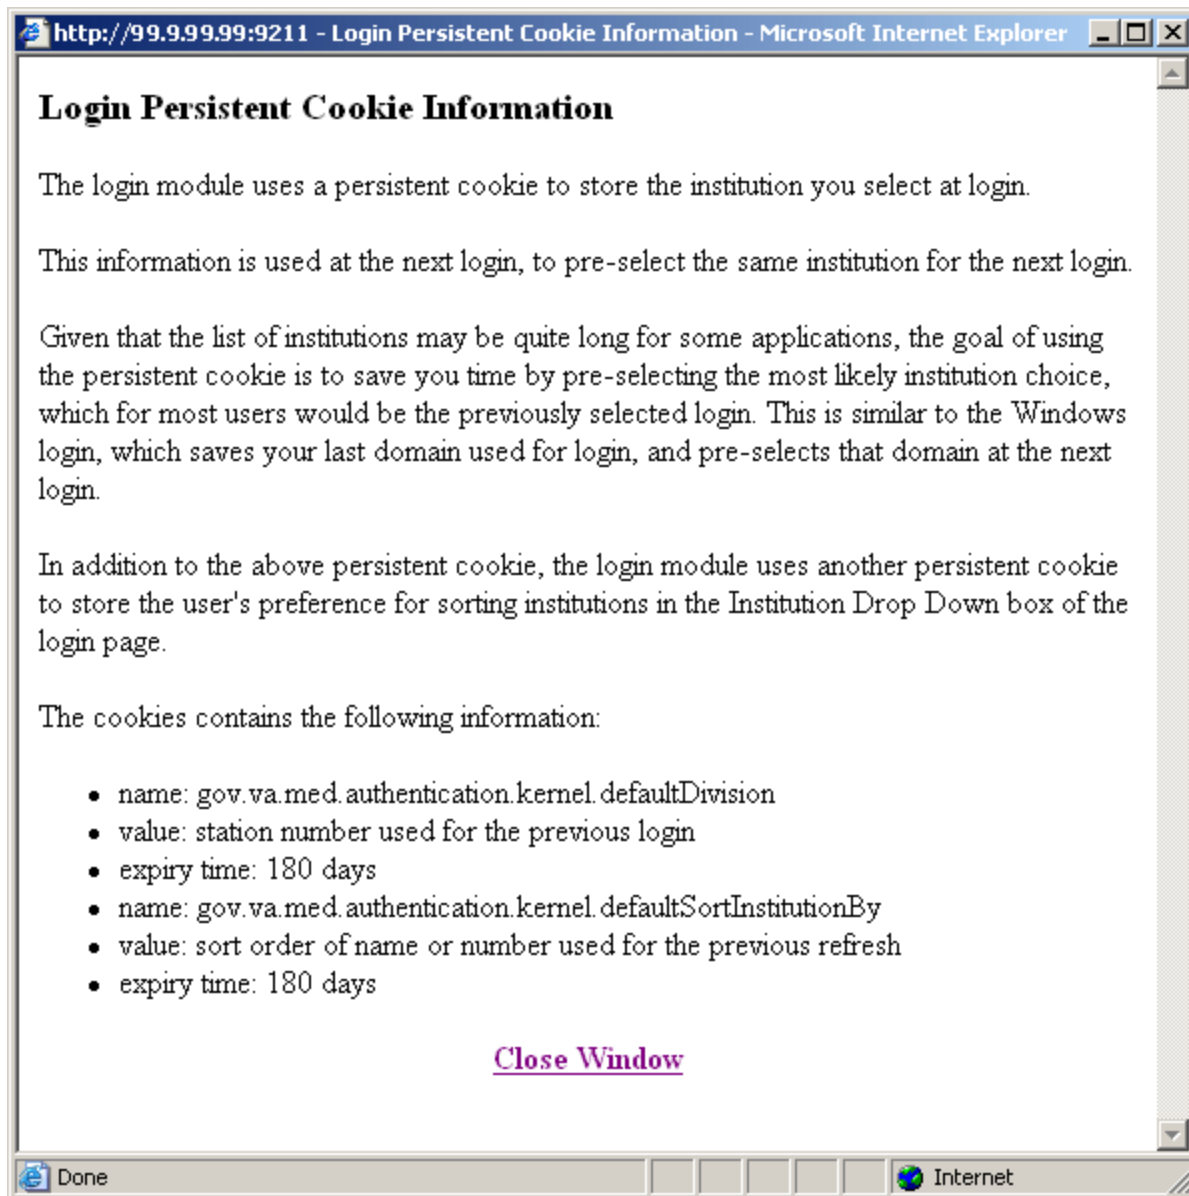 http://99.9.99.99:9211 - Login Persistent Cookie Information - Microsoft Internet Explorer
Login Persistent Cookie Information
The login module uses a persistent cookie to store the institution you select at login.
This information is used at the next login, to pre-select the same institution for the next login.
Given that the list of institutions may be quite long for some applications, the goal of using
the persistent cookie is to save you time by pre-selecting the most likely institution choice,
which for most users would be the previously selected login. This is similar to the Windows
login, which saves your last domain used for login, and pre-selects that domain at the next
login.
In addition to the above persistent cookie, the login module uses another persistent cookie
to store the user's preference for sorting institutions in the Institution Drop Down box of the
login page.
The cookies contains the following information:
• name: gov.va.med.authentication.kernel.defaultDivision
• value: station number used for the previous login
• expiry time: 180 days
• name: gov.va.med.authentication.kernel.defaultSortInstitutionBy
• value: sort order of name or number used for the previous refresh
• expiry time: 180 days
Close Window
Done
Internet